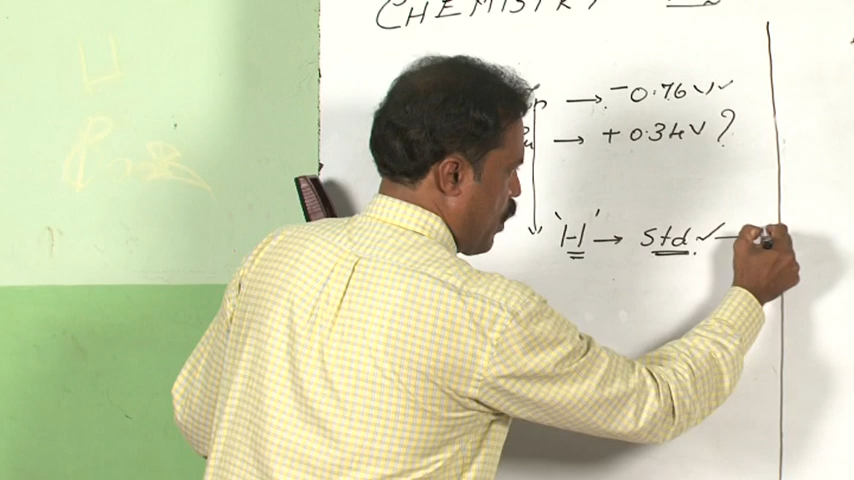 CHEMISTRY
→ -0.76V✓
→ +0.34V ?
'H' → Std ✓